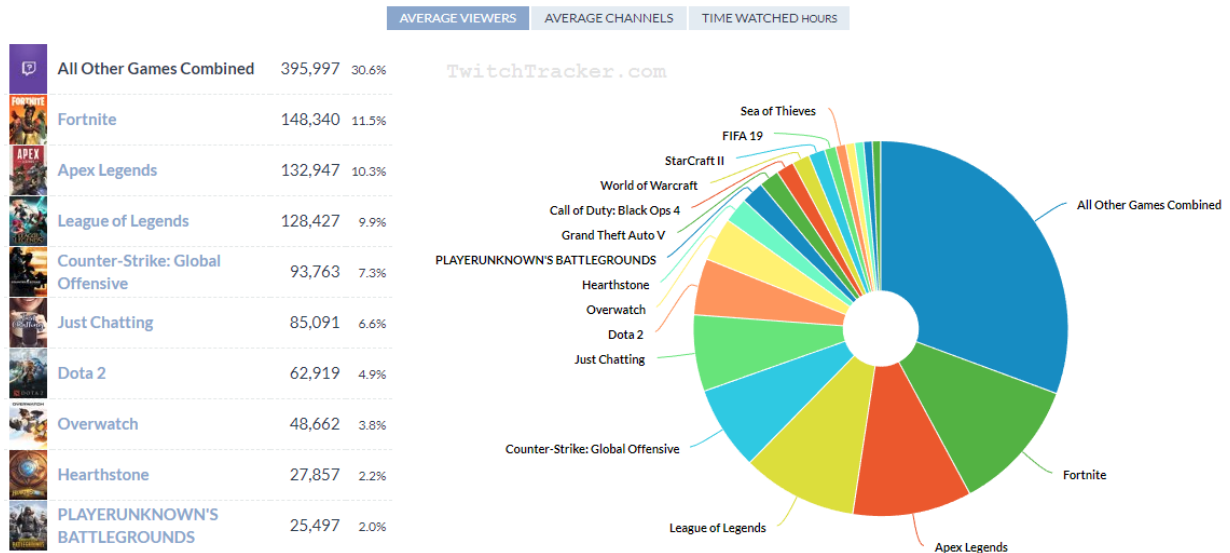 AVERAGE VIEWERS
AVERAGE CHANNELS
TIME WATCHED HOURS
All Other Games Combined 395,997 30.6%
Fortnite 148,340 11.5%
Apex Legends 132,947 10.3%
League of Legends 128,427 9.9%
Counter-Strike: Global
Offensive 93,763 7.3%
Just Chatting 85,091 6.6%
Dota 2 62,919 4.9%
Overwatch 48,662 3.8%
Hearthstone 27,857 2.2%
PLAYERUNKNOWN'S
BATTLEGROUNDS 25,497 2.0%
FORTNITE
APEX
TwitchTracker.com
Sea of Thieves
FIFA 19
StarCraft II
World of Warcraft
Call of Duty: Black Ops 4
Grand Theft Auto V
PLAYERUNKNOWN'S BATTLEGROUNDS
Hearthstone
Overwatch
Dota 2
Just Chatting
Counter-Strike: Global Offensive
League of Legends
Apex Legends
Fortnite
All Other Games Combined